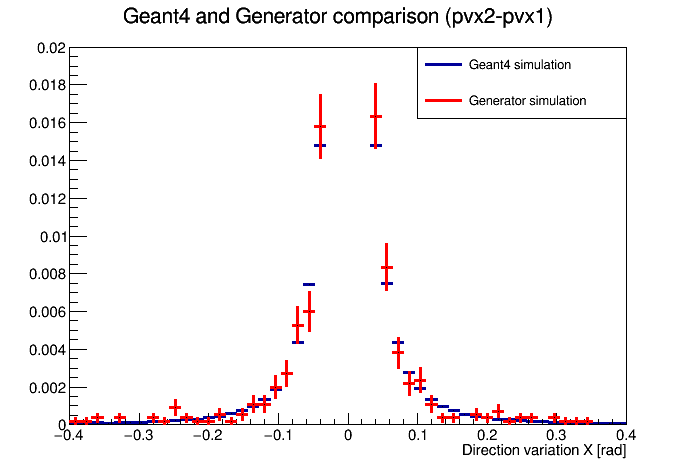 Geant4 and Generator comparison (pvx2-pvx1)
Geant4 simulation
Generator simulation
0.02
0.018
0.016
0.014
0.012
0.01
0.008
0.006
0.004
0.002
0
−0.4 −0.3 −0.2 −0.1 0 0.1 0.2 0.3 0.4
Direction variation X [rad]